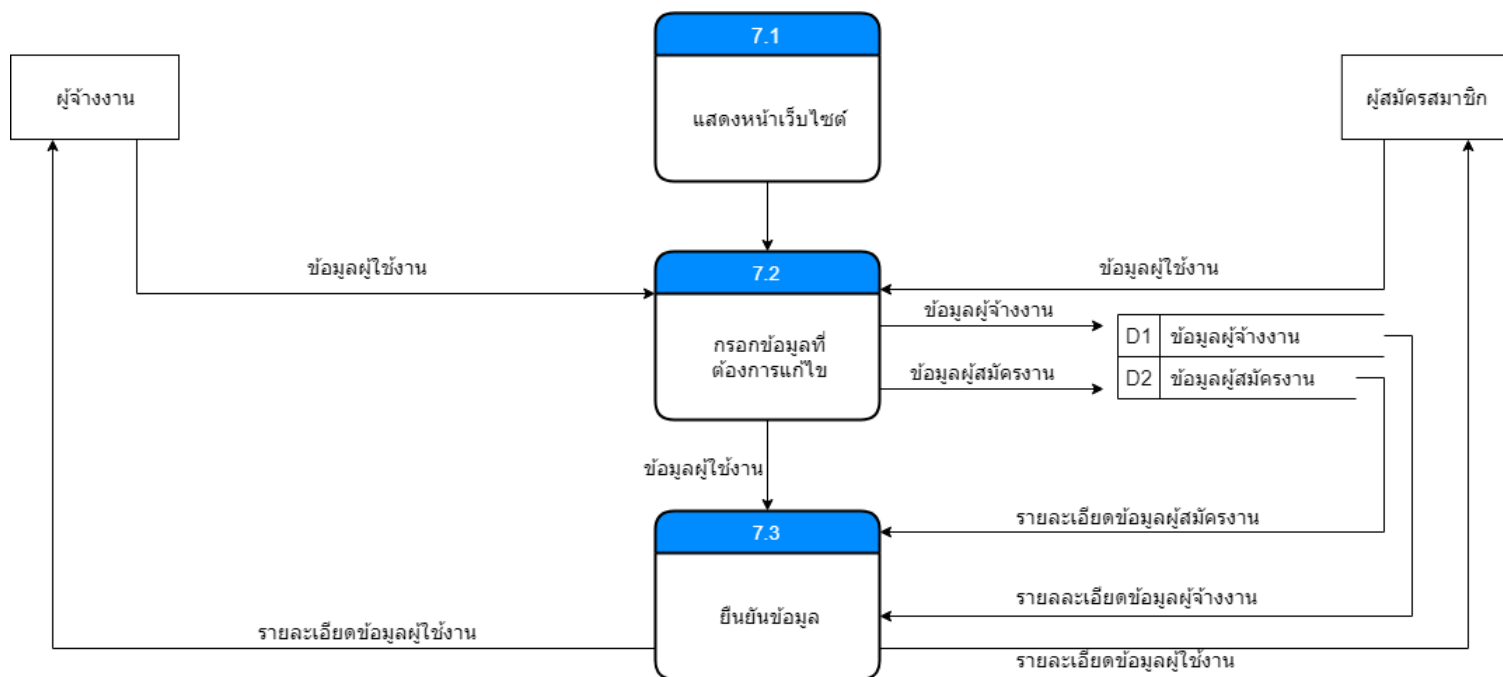 7.1
ผู้จ้างงาน
แสดงหน้าเว็บไซต์
ผู้สมัครสมาชิก
7.2
ข้อมูลผู้ใช้งาน
ข้อมูลผู้ใช้งาน
ข้อมูลผู้จ้างงาน
D1 ข้อมูลผู้จ้างงาน
กรอกข้อมูลที่
ต้องการแก้ไข
ข้อมูลผู้สมัครงาน
D2 ข้อมูลผู้สมัครงาน
ข้อมูลผู้ใช้งาน
7.3
รายละเอียดข้อมูลผู้สมัครงาน
ยืนยันข้อมูล
รายลละเอียดข้อมูลผู้จ้างงาน
รายละเอียดข้อมูลผู้ใช้งาน
รายละเอียดข้อมูลผู้ใช้งาน